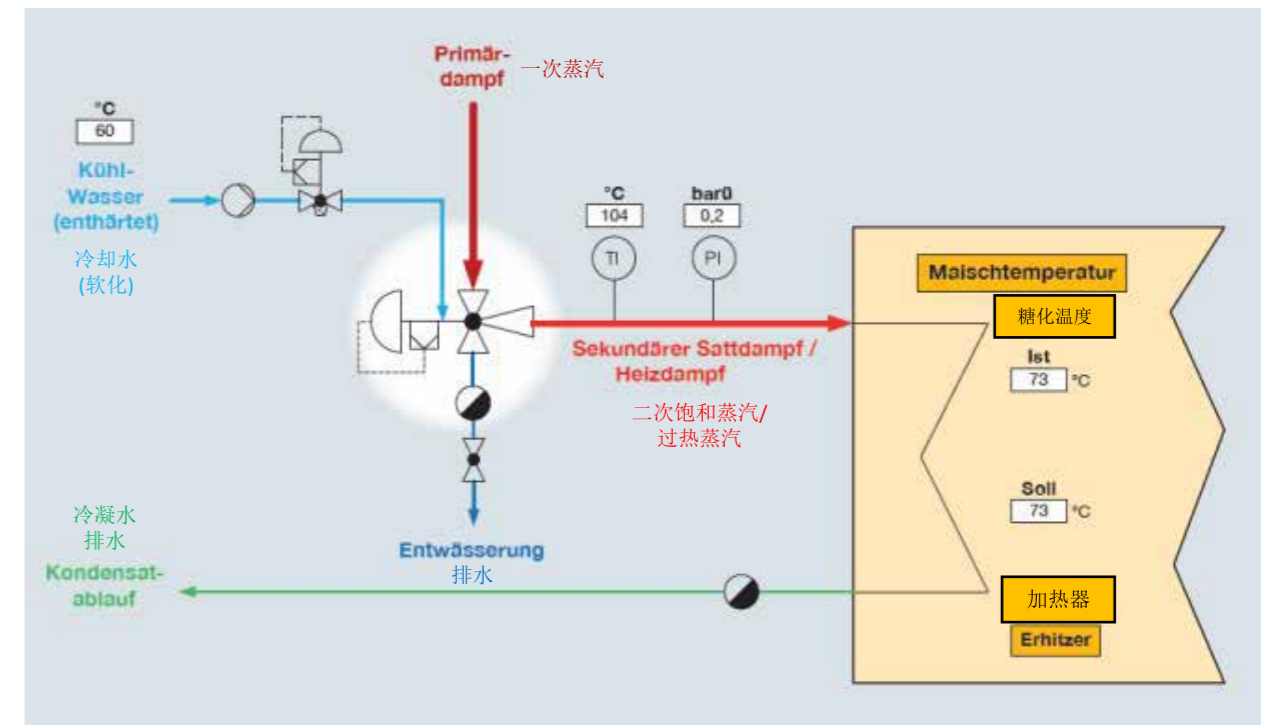 Primär-
dampf
一次蒸汽
°C
60
Kühl-
Wasser
(enthärtet)
冷却水
(软化)
°C
104
TI
barü
0,2
PI
Maischtemperatur
糖化温度
Ist
73 °C
Sekundärer Sattdampf /
Heizdampf
二次饱和蒸汽/
过热蒸汽
Soll
73 °C
冷凝水
排水
Kondensat-
ablauf
Entwässerung
排水
加热器
Erhitzer